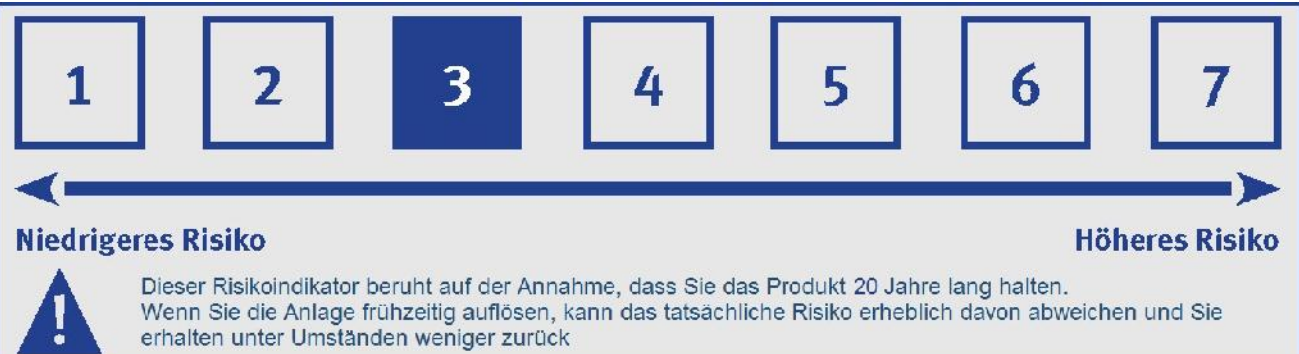 1 2 3 4 5 6 7
Niedrigeres Risiko Höheres Risiko
!
Dieser Risikoindikator beruht auf der Annahme, dass Sie das Produkt 20 Jahre lang halten.
Wenn Sie die Anlage frühzeitig auflösen, kann das tatsächliche Risiko erheblich davon abweichen und Sie
erhalten unter Umständen weniger zurück